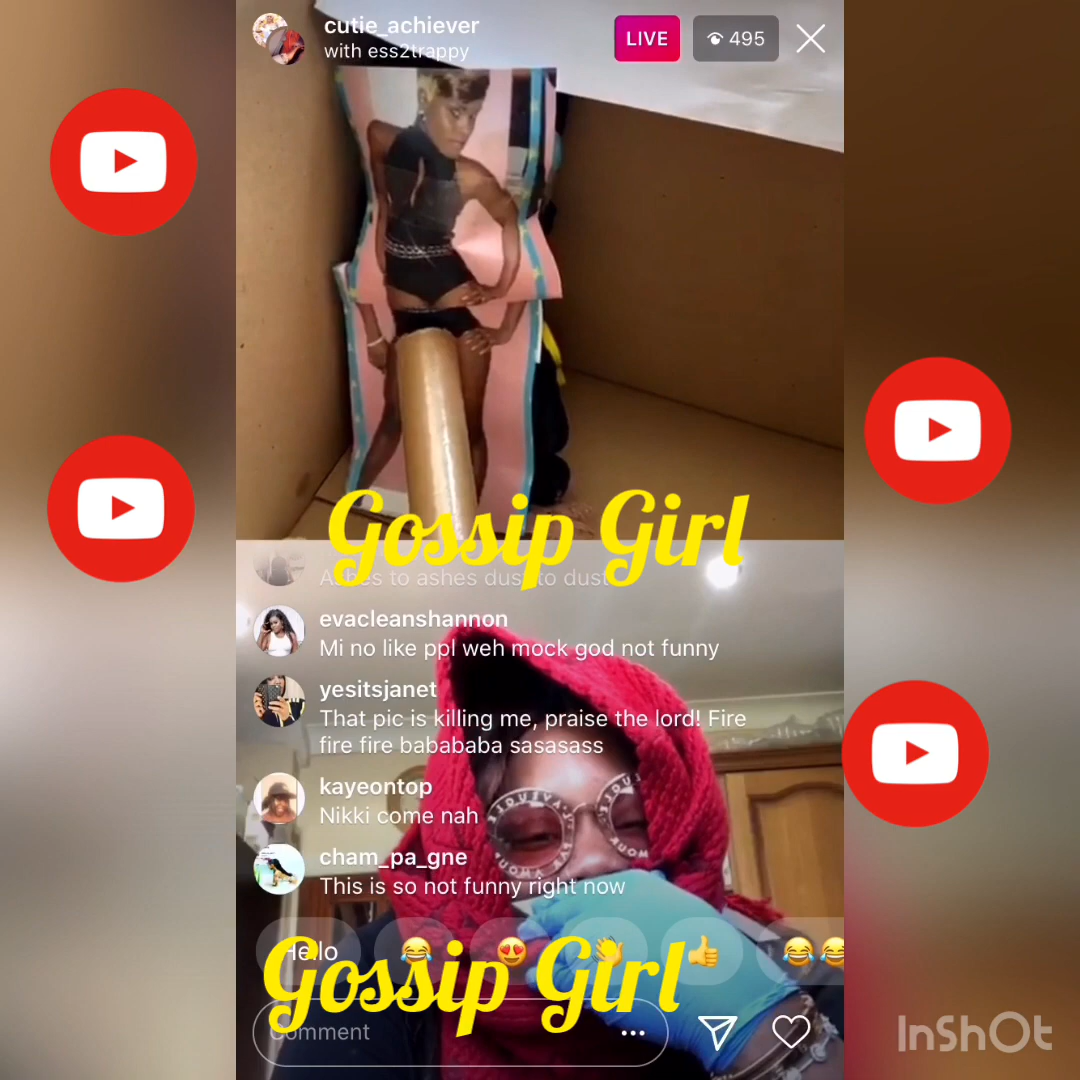 cutie_achiever
with ess2trappy
LIVE
495
Gossip Girl
Ashes to ashes dust to dust
evacleanshannon
Mi no like ppl weh mock god not funny
yesitsjanet
That pic is killing me, praise the lord! Fire
fire fire babababa sasasass
kayeontop
Nikki come nah
cham_pa_gne
This is so not funny right now
Hello
😂 😍 👏 👍 😂 😂
Gossip Girl
Comment
InShOt